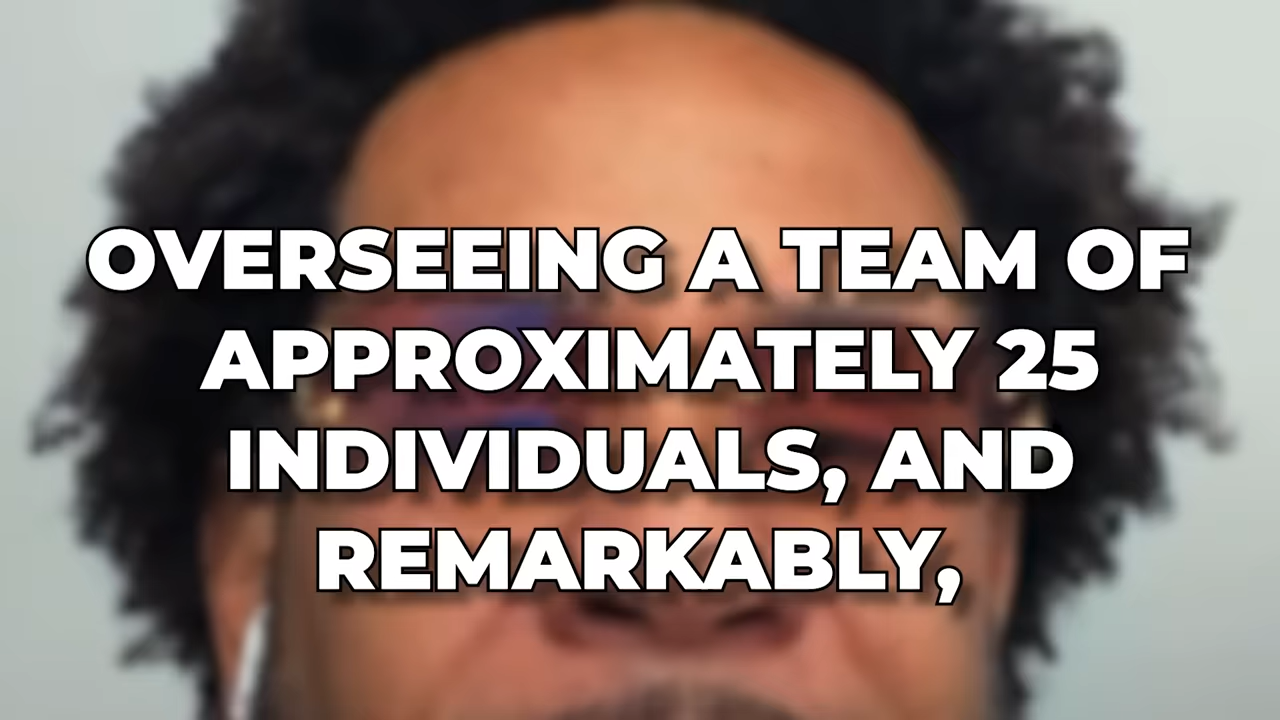 OVERSEEING A TEAM OF
APPROXIMATELY 25
INDIVIDUALS, AND
REMARKABLY,